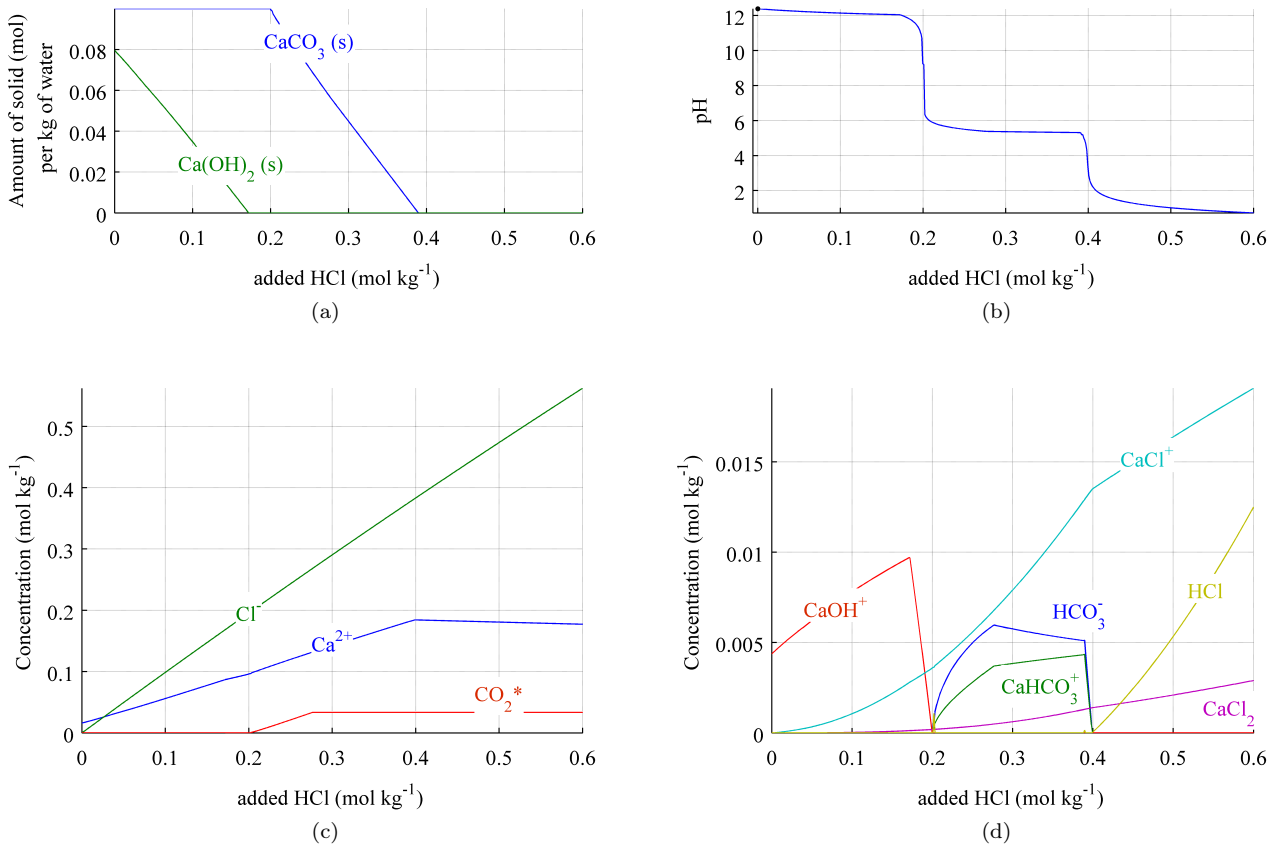 Amount of solid (mol)
per kg of water
0.08
0.06
0.04
0.02
0
CaCO3 (s)
Ca(OH)2 (s)
0 0.1 0.2 0.3 0.4 0.5 0.6
added HCl (mol kg-1)
(a)
pH
12
10
8
6
4
2
0 0.1 0.2 0.3 0.4 0.5 0.6
added HCl (mol kg-1)
(b)
Concentration (mol kg-1)
0.5
0.4
0.3
0.2
0.1
0
Cl-
Ca2+
CO2*
0 0.1 0.2 0.3 0.4 0.5 0.6
added HCl (mol kg-1)
(c)
Concentration (mol kg-1)
0.015
0.01
0.005
0
CaCl+
HCl
CaOH+
HCO3-
CaHCO3+
CaCl2
0 0.1 0.2 0.3 0.4 0.5 0.6
added HCl (mol kg-1)
(d)